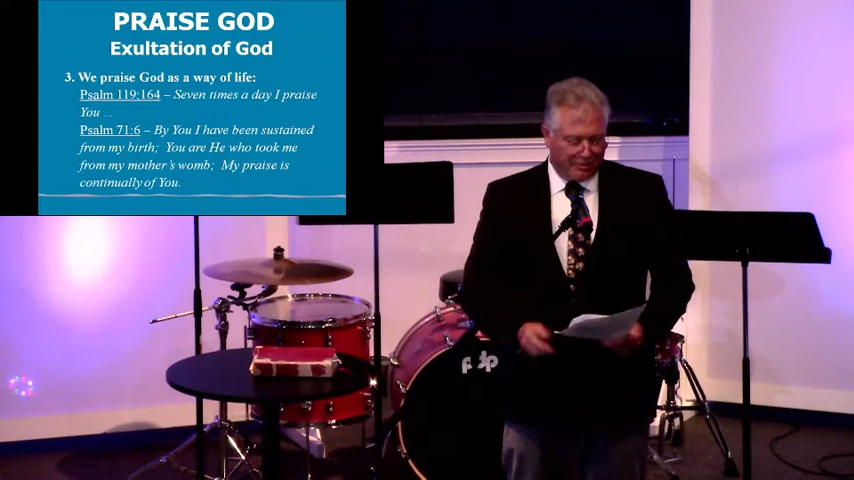 PRAISE GOD
Exultation of God
3. We praise God as a way of life:
Psalm 119:164 – Seven times a day I praise
You ...
Psalm 71:6 – By You I have been sustained
from my birth; You are He who took me
from my mother's womb; My praise is
continually of You.
pdp